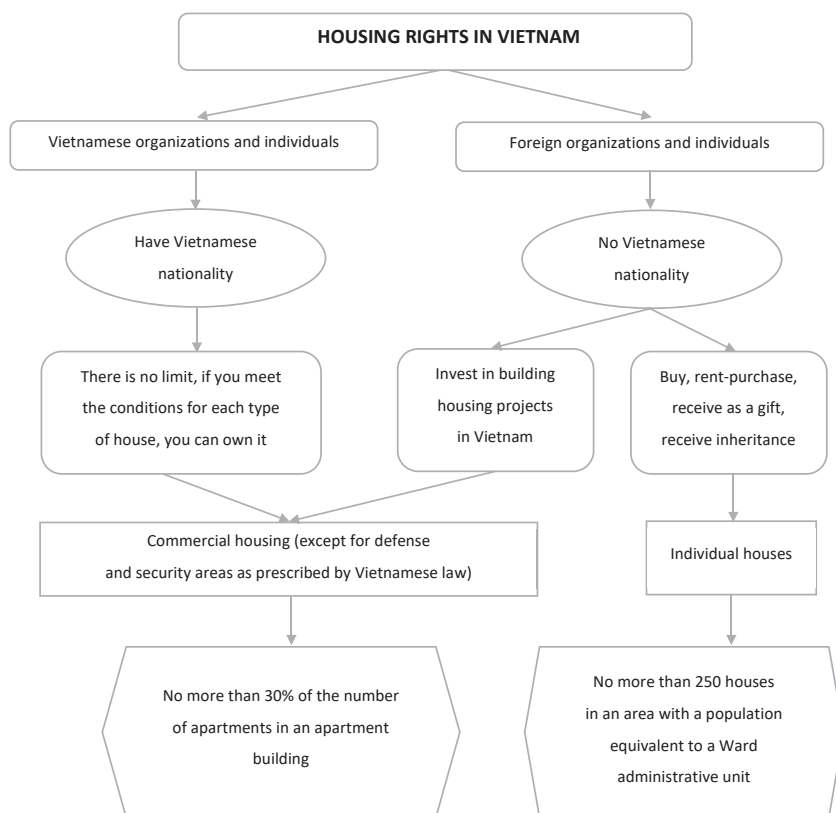 HOUSING RIGHTS IN VIETNAM
Vietnamese organizations and individuals
Foreign organizations and individuals
Have Vietnamese
nationality
No Vietnamese
nationality
There is no limit, if you meet
the conditions for each type
of house, you can own it
Invest in building
housing projects
in Vietnam
Buy, rent-purchase,
receive as a gift,
receive inheritance
Commercial housing (except for defense
and security areas as prescribed by Vietnamese law)
Individual houses
No more than 30% of the number
of apartments in an apartment
building
No more than 250 houses
in an area with a population
equivalent to a Ward
administrative unit